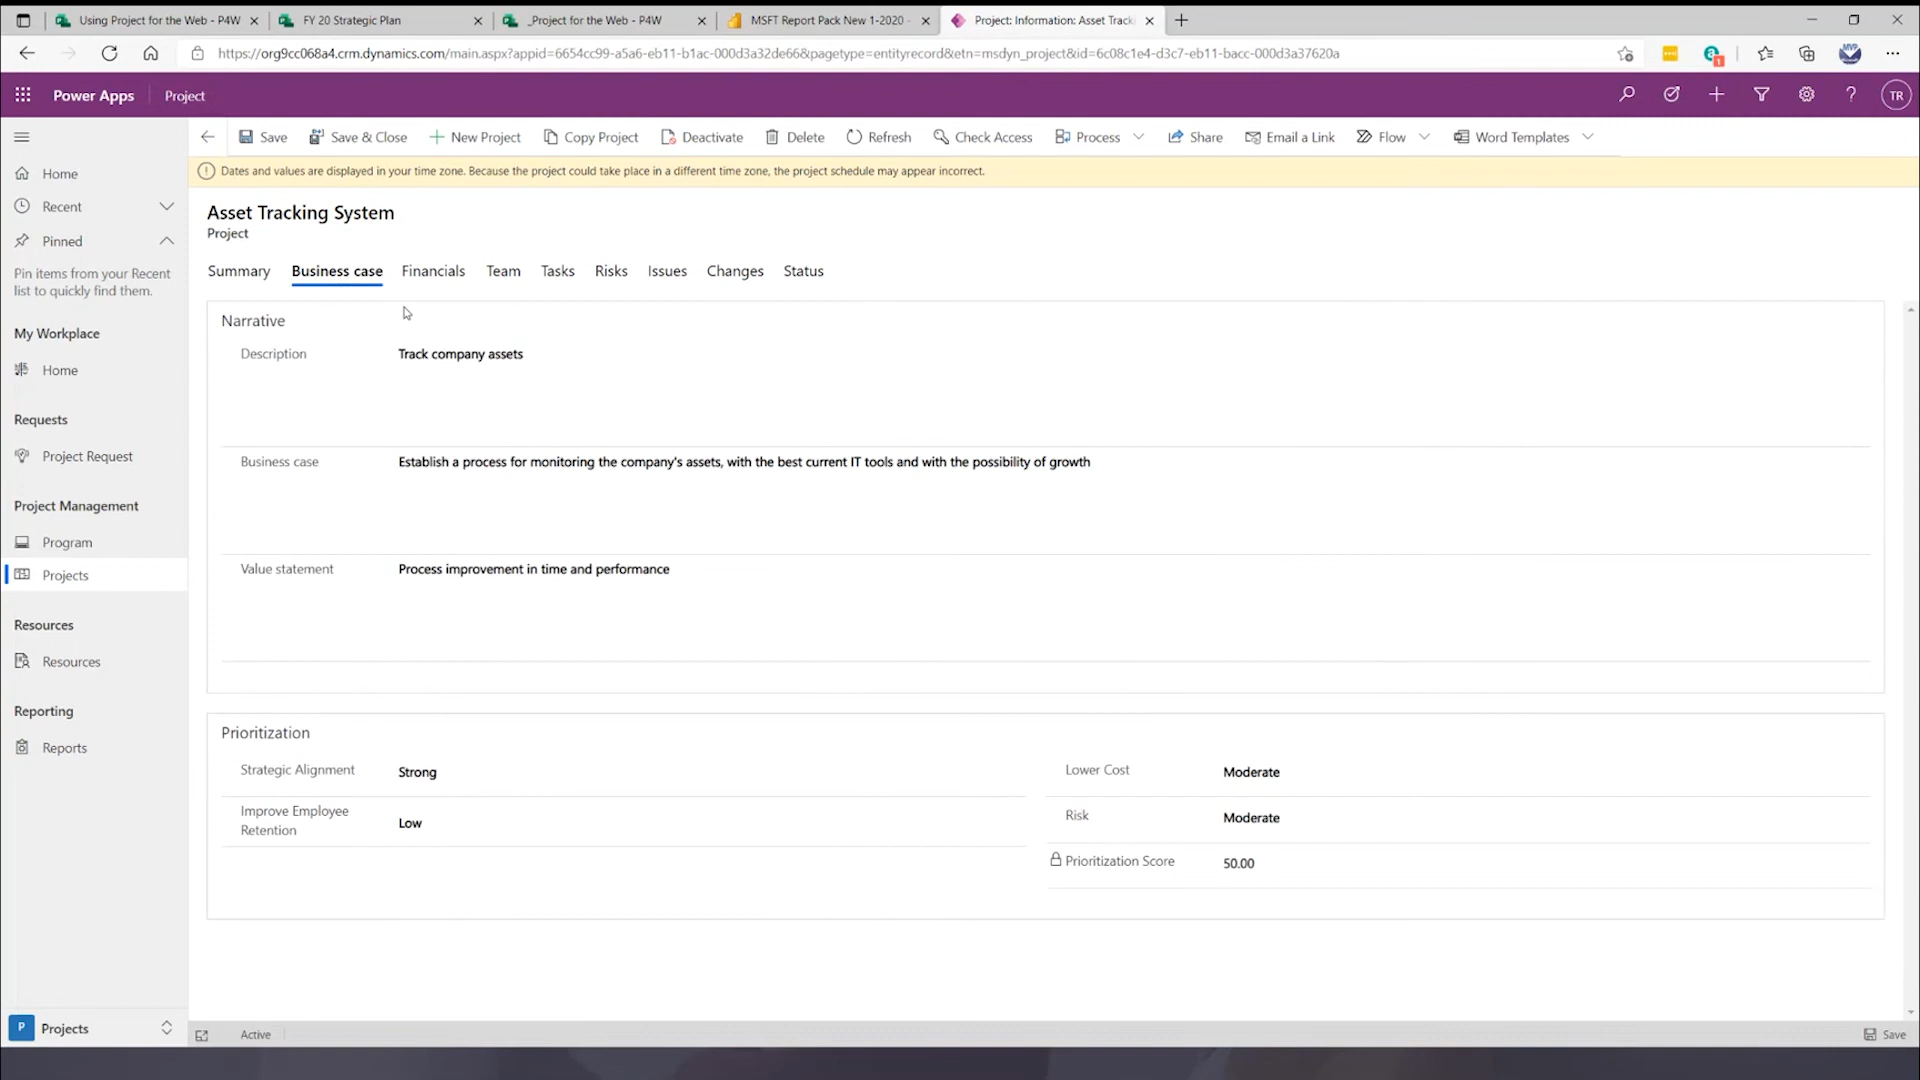 Using Project for the Web - P4W
FY 20 Strategic Plan
_Project for the Web - P4W
MSFT Report Pack New 1-2020 -
Project: Information: Asset Track
https://org9cc068a4.crm.dynamics.com/main.aspx?appid=6654cc99-a5a6-eb11-b1ac-000d3a32de66&pagetype=entityrecord&etn=msdyn_project&id=6c08c1e4-d3c7-eb11-bacc-000d3a37620a
a
1
MVP
Power Apps
Project
?
TR
Save
Save & Close
New Project
Copy Project
Deactivate
Delete
Refresh
Check Access
Process
Share
Email a Link
Flow
Word Templates
Dates and values are displayed in your time zone. Because the project could take place in a different time zone, the project schedule may appear incorrect.
Home
Recent
Pinned
Pin items from your Recent
list to quickly find them.
My Workplace
Home
Requests
Project Request
Project Management
Program
Projects
Resources
Resources
Reporting
Reports
P
Projects
Asset Tracking System
Project
Summary
Business case
Financials
Team
Tasks
Risks
Issues
Changes
Status
Narrative
Description
Track company assets
Business case
Establish a process for monitoring the company's assets, with the best current IT tools and with the possibility of growth
Value statement
Process improvement in time and performance
Prioritization
Strategic Alignment
Strong
Improve Employee
Retention
Low
Lower Cost
Moderate
Risk
Moderate
Prioritization Score
50.00
Active
Save